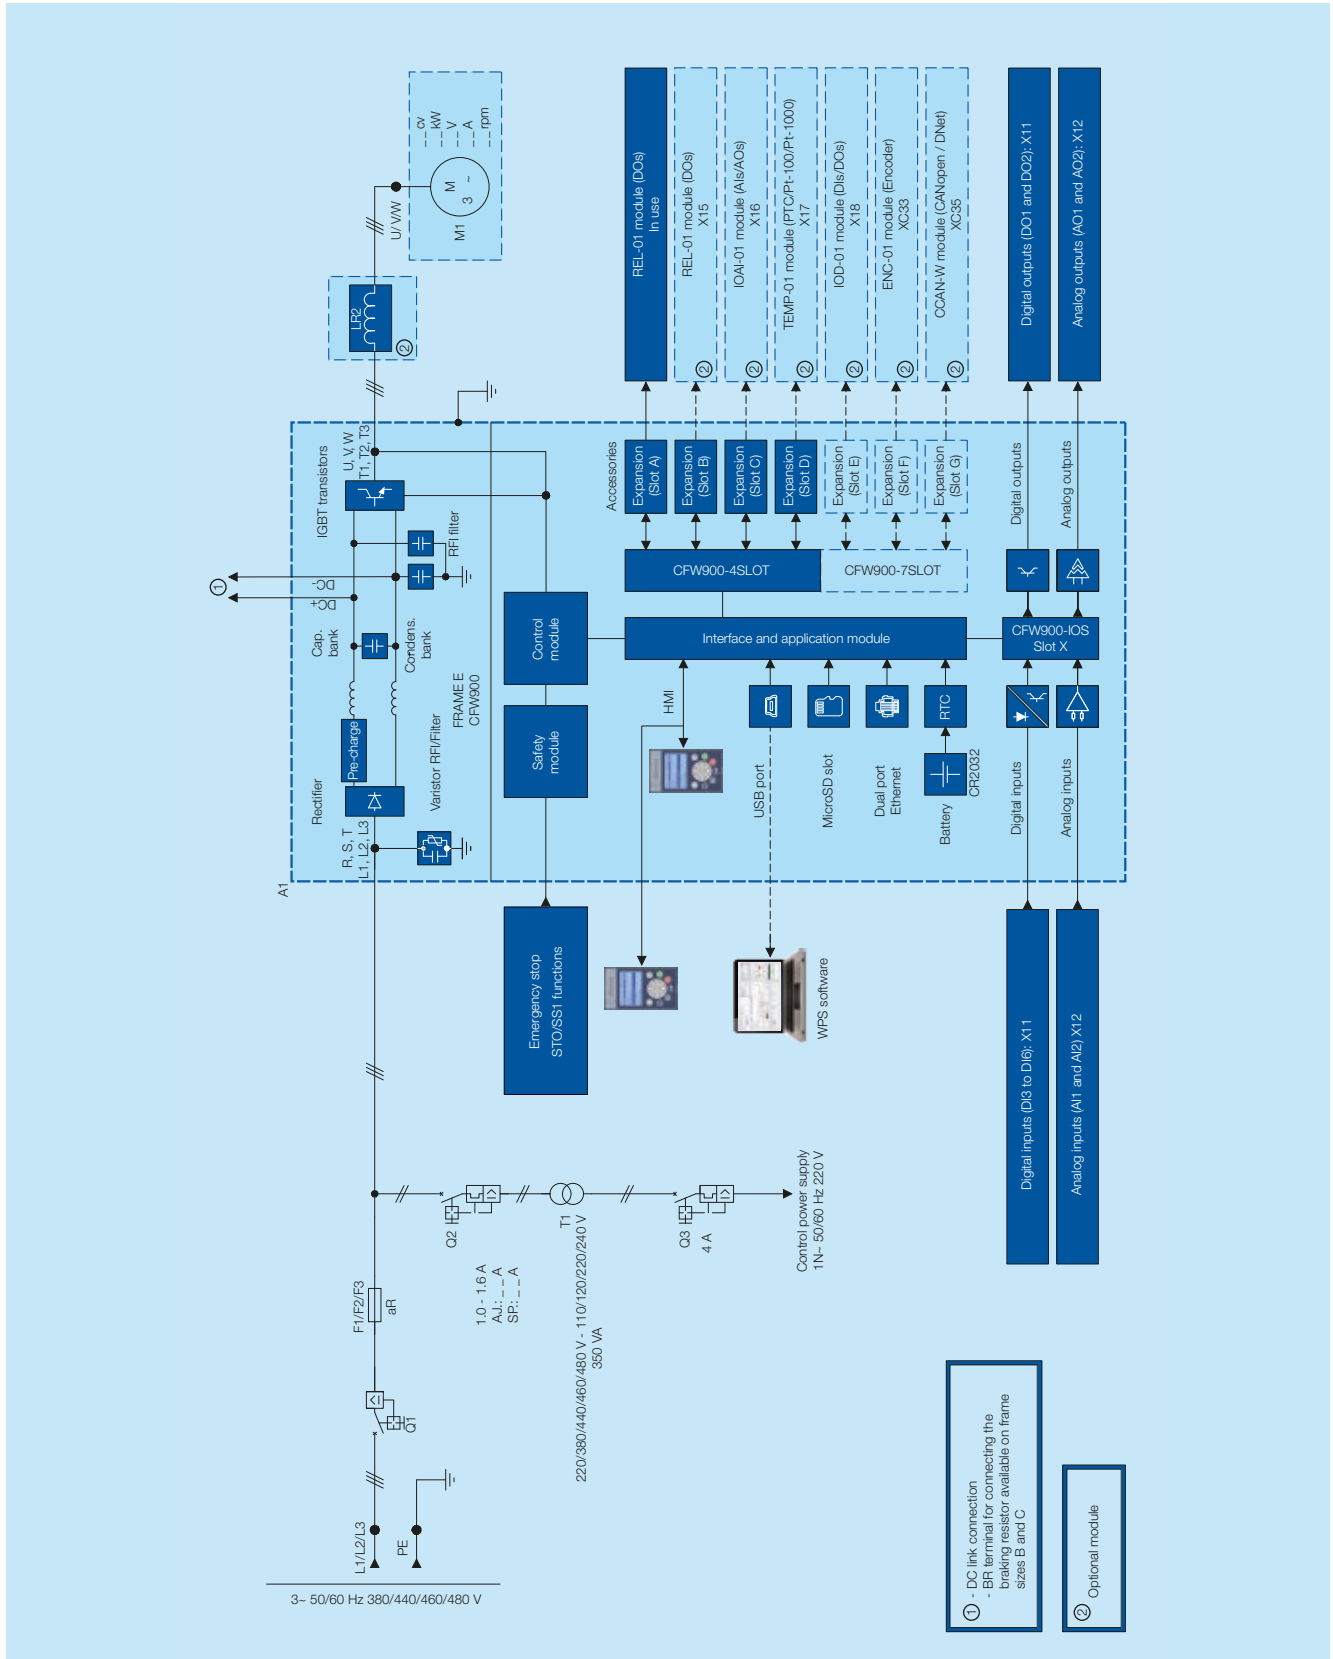 3~ 50/60 Hz 380/440/460/480 V
L1/L2/L3
PE
Q1
F1/F2/F3
aR
Q2
1.0 - 1.6 A
AJ.: _ _ A
SP.: _ _ A
T1
220/380/440/460/480 V - 110/120/220/240 V
350 VA
Q3
4 A
Control power supply
1N~ 50/60 Hz 220 V
A1
R, S, T
L1, L2, L3
Rectifier
Varistor RFI/Filter
Pre-charge
FRAME E
CFW900
Cap.
bank
Condens.
bank
DC+
DC-
1
IGBT transistors
RFI filter
U, V, W
T1, T2, T3
LR2
2
U/V/W
M1
M
3 ~
_ _ cv
_ _ kW
_ _ V
_ _ A
_ _ rpm
Emergency stop
STO/SS1 functions
Safety
module
Control
module
HMI
WPS software
USB port
MicroSD slot
Dual port
Ethernet
Battery
CR2032
RTC
Interface and application module
CFW900-4SLOT
CFW900-7SLOT
Accessories
Expansion
(Slot A)
Expansion
(Slot B)
Expansion
(Slot C)
Expansion
(Slot D)
Expansion
(Slot E)
Expansion
(Slot F)
Expansion
(Slot G)
REL-01 module (DOs)
In use
REL-01 module (DOs)
X15
2
IOAI-01 module (AIs/AOs)
X16
2
TEMP-01 module (PTC/Pt-100/Pt-1000)
X17
2
IOD-01 module (DIs/DOs)
X18
2
ENC-01 module (Encoder)
XC33
2
CCAN-W module (CANopen / DNet)
XC35
2
Digital inputs (DI3 to DI6): X11
Digital inputs
Analog inputs (AI1 and AI2) X12
Analog inputs
CFW900-IOS
Slot X
Digital outputs
Digital outputs (DO1 and DO2): X11
Analog outputs
Analog outputs (AO1 and AO2): X12
1 - DC link connection
- BR terminal for connecting the
braking resistor available on frame
sizes B and C
2 Optional module